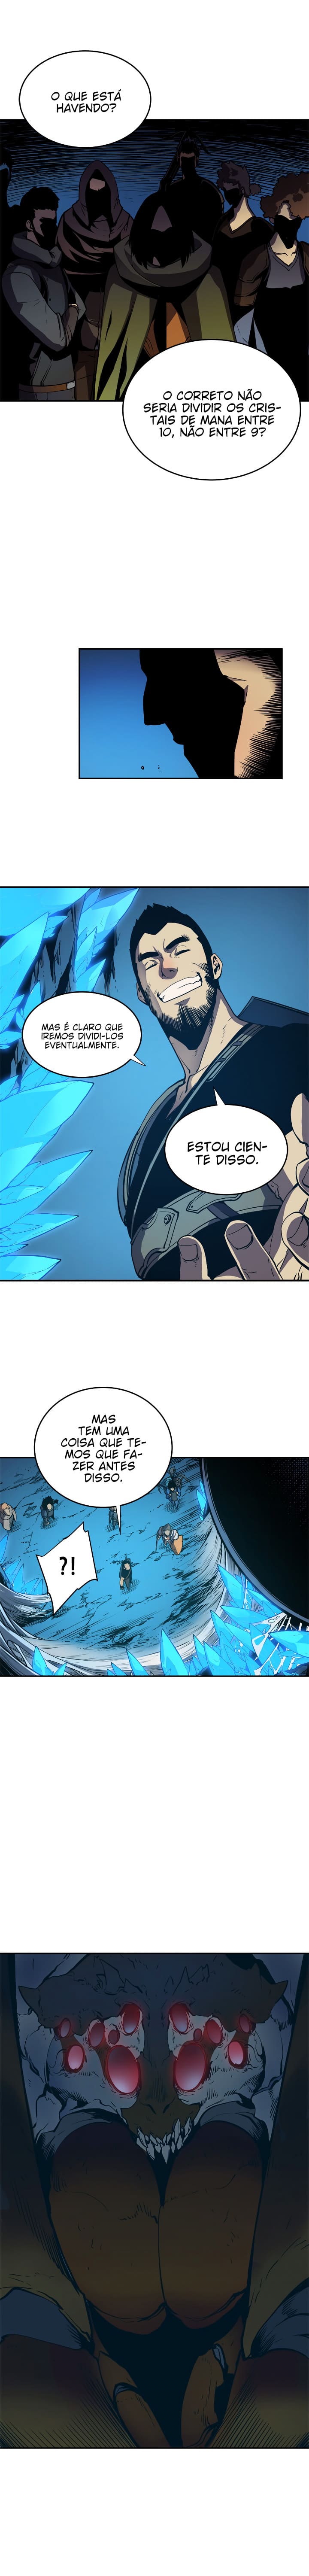 O QUE ESTÁ
HAVENDO?
O CORRETO NÃO
SERIA DIVIDIR OS CRIS-
TAIS DE MANA ENTRE
10, NÃO ENTRE 9?
MAS É CLARO QUE
IREMOS DIVIDI-LOS
EVENTUALMENTE.
ESTOU CIEN-
TE DISSO.
MAS
TEM UMA
COISA QUE TE-
MOS QUE FA-
ZER ANTES
DISSO.
?!